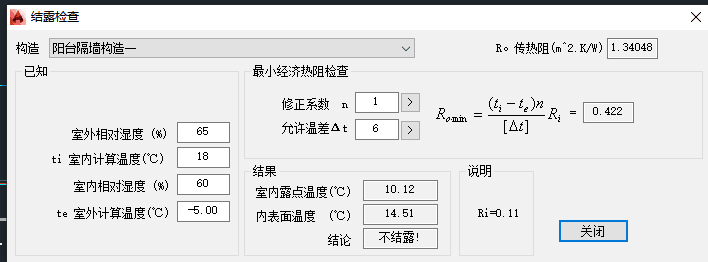 结露检查
构造 阳台隔墙构造一 Ro 传热阻(m^2.K/W) 1.34048
已知
室外相对湿度 (%) 65
ti 室内计算温度(℃) 18
室内相对湿度 (%) 60
te 室外计算温度(℃) -5.00
最小经济热阻检查
修正系数 n 1 >
允许温差Δt 6 >
Ro·min = (ti − te)n / [Δt] Ri = 0.422
结果
室内露点温度(℃) 10.12
内表面温度 (℃) 14.51
结论 不结露!
说明
Ri=0.11
关闭